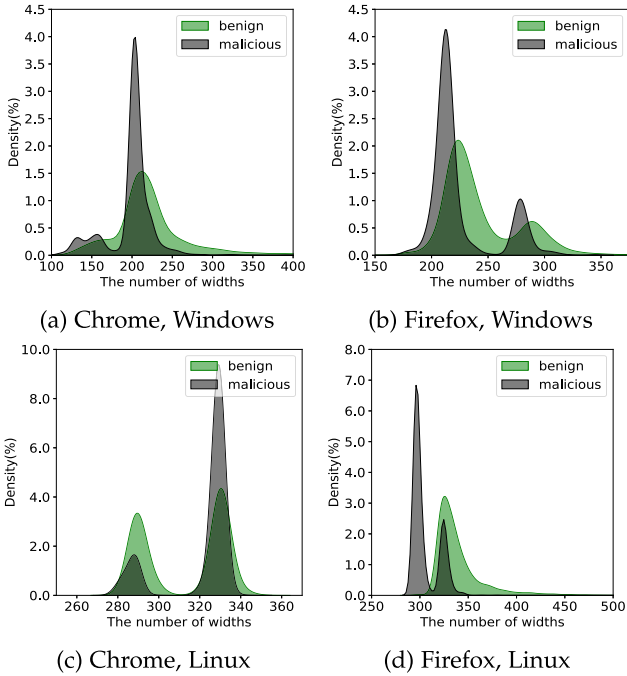 4.5
4.0
3.5
3.0
2.5
2.0
1.5
1.0
0.5
0.0
Density(%)
benign
malicious
100 150 200 250 300 350 400
The number of widths
(a) Chrome, Windows
4.5
4.0
3.5
3.0
2.5
2.0
1.5
1.0
0.5
0.0
Density(%)
benign
malicious
150 200 250 300 350
The number of widths
(b) Firefox, Windows
10.0
8.0
6.0
4.0
2.0
0.0
Density(%)
benign
malicious
260 280 300 320 340 360
The number of widths
(c) Chrome, Linux
8.0
7.0
6.0
5.0
4.0
3.0
2.0
1.0
0.0
Density(%)
benign
malicious
250 300 350 400 450 500
The number of widths
(d) Firefox, Linux